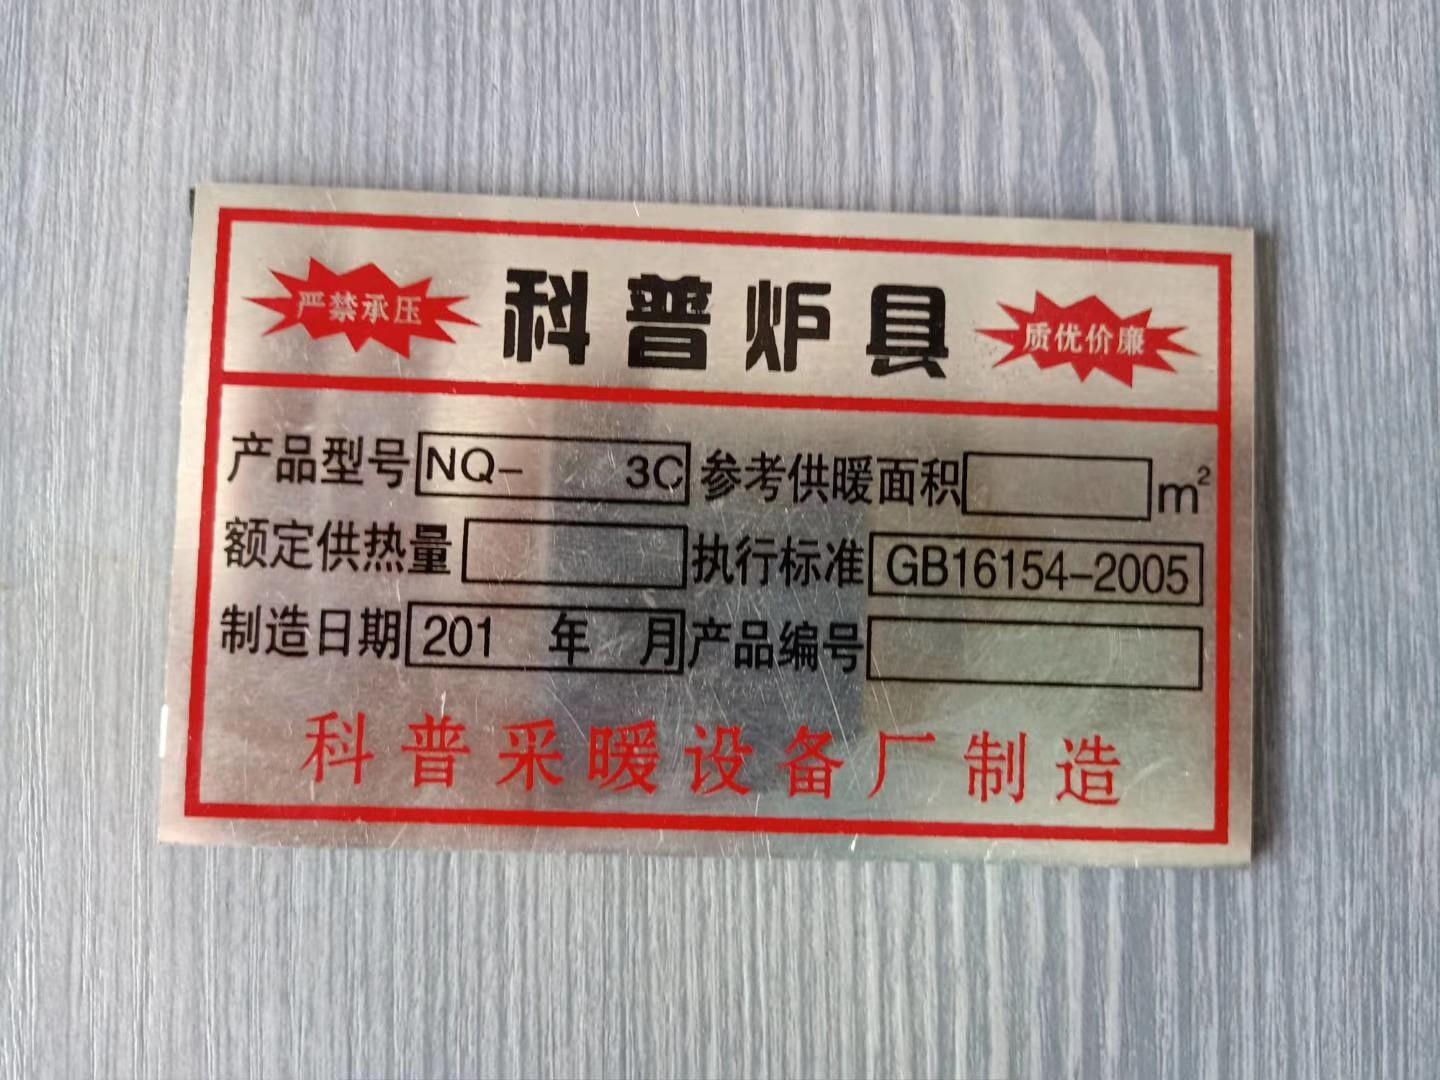 严禁承压 科普炉具 质优价廉
产品型号 NQ- 3C 参考供暖面积 m²
额定供热量 执行标准 GB16154-2005
制造日期 201 年 月 产品编号
科普采暖设备厂制造